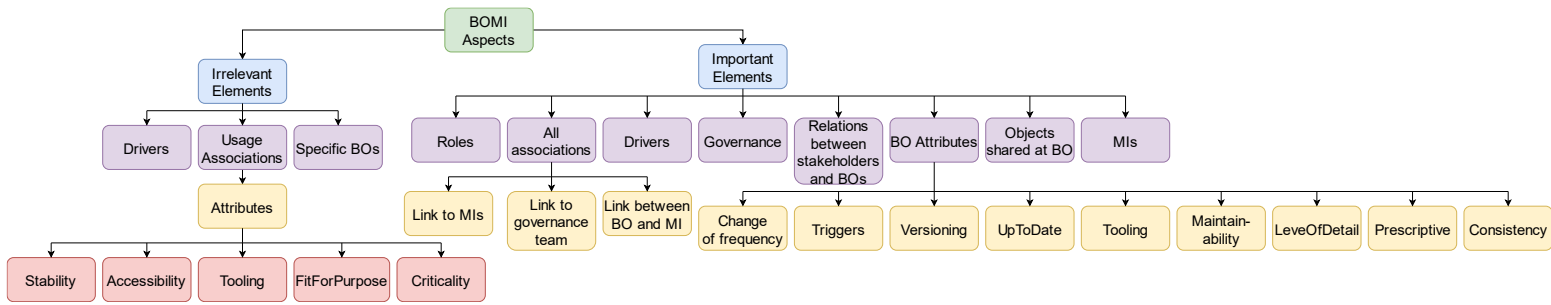 BOMI
Aspects
Irrelevant
Elements
Important
Elements
Drivers
Usage
Associations
Specific BOs
Roles
All
associations
Drivers
Governance
Relations
between
stakeholders
and BOs
BO Attributes
Objects
shared at BO
MIs
Attributes
Link to MIs
Link to
governance
team
Link between
BO and MI
Change
of frequency
Triggers
Versioning
UpToDate
Tooling
Maintain-
ability
LeveOfDetail
Prescriptive
Consistency
Stability
Accessibility
Tooling
FitForPurpose
Criticality